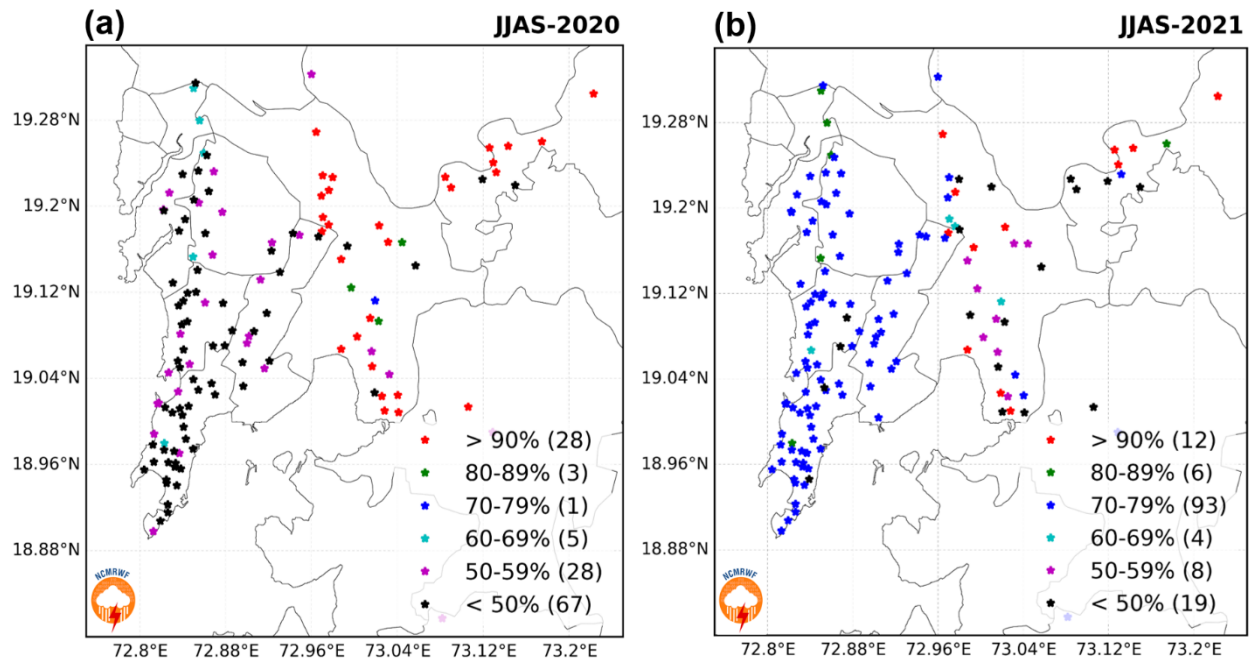 (a) JJAS-2020
19.28°N
19.2°N
19.12°N
19.04°N
18.96°N
18.88°N
> 90% (28)
80-89% (3)
70-79% (1)
60-69% (5)
50-59% (28)
< 50% (67)
NCMRWF
72.8°E 72.88°E 72.96°E 73.04°E 73.12°E 73.2°E
(b) JJAS-2021
19.28°N
19.2°N
19.12°N
19.04°N
18.96°N
18.88°N
> 90% (12)
80-89% (6)
70-79% (93)
60-69% (4)
50-59% (8)
< 50% (19)
NCMRWF
72.8°E 72.88°E 72.96°E 73.04°E 73.12°E 73.2°E